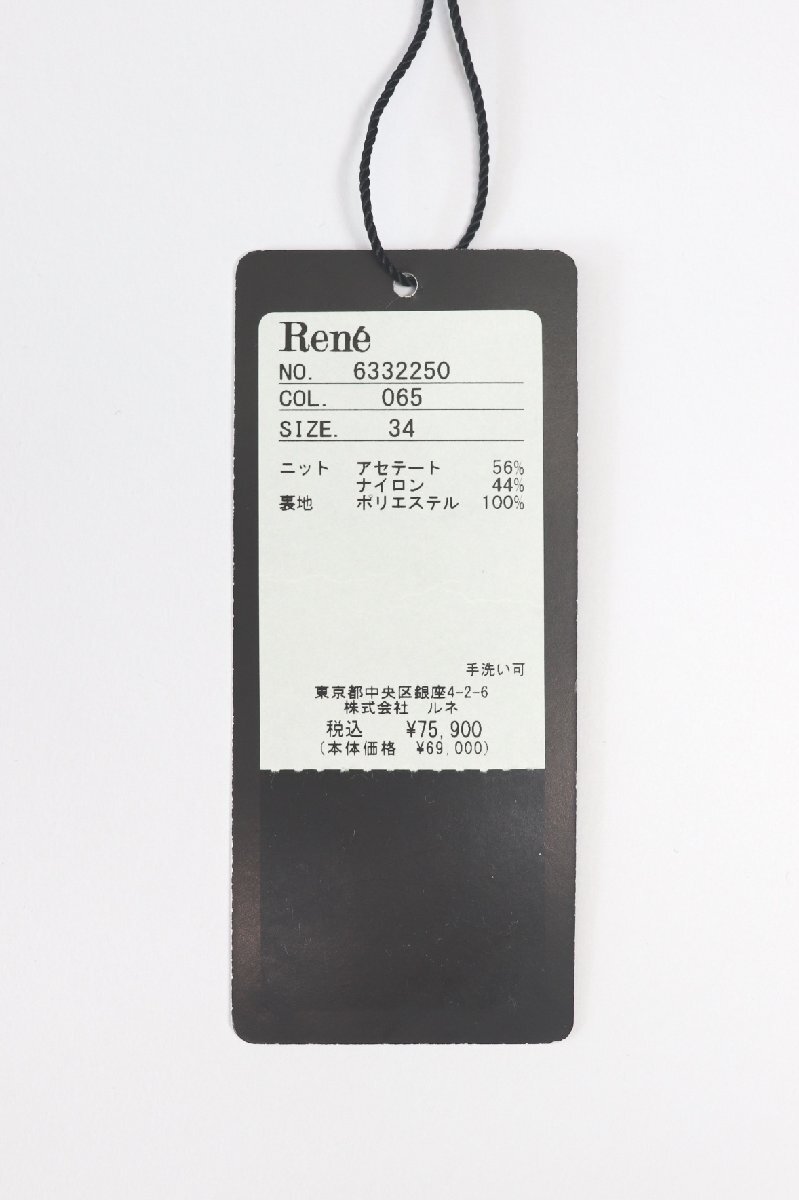 René
NO. 6332250
COL. 065
SIZE. 34
ニット アセテート 56%
ナイロン 44%
裏地 ポリエステル 100%
手洗い可
東京都中央区銀座4-2-6
株式会社 ルネ
税込 ¥75,900
(本体価格 ¥69,000)